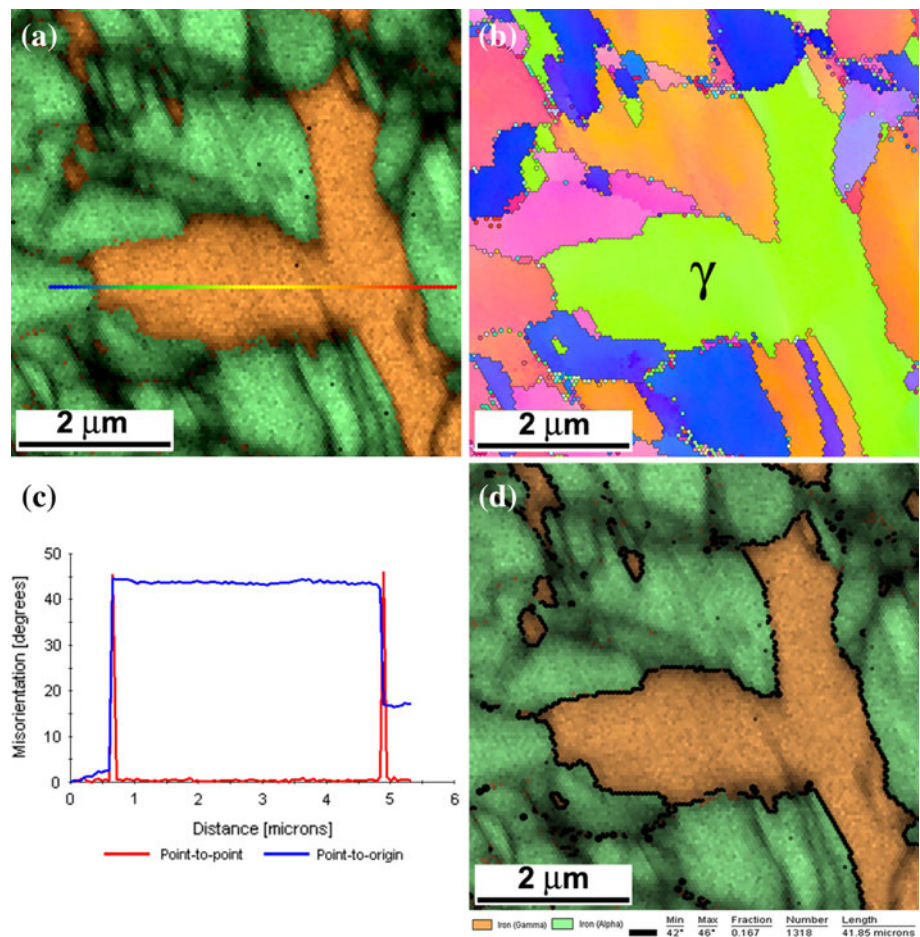 (a)
(b)
γ
2 µm
2 µm
(c)
(d)
50
40
30
20
10
0
Misorientation [degrees]
0 1 2 3 4 5 6
Distance [microns]
Point-to-point Point-to-origin
2 µm
Iron (Gamma) Iron (Alpha) Min Max Fraction Number Length
42° 46° 0.167 1318 41.85 microns